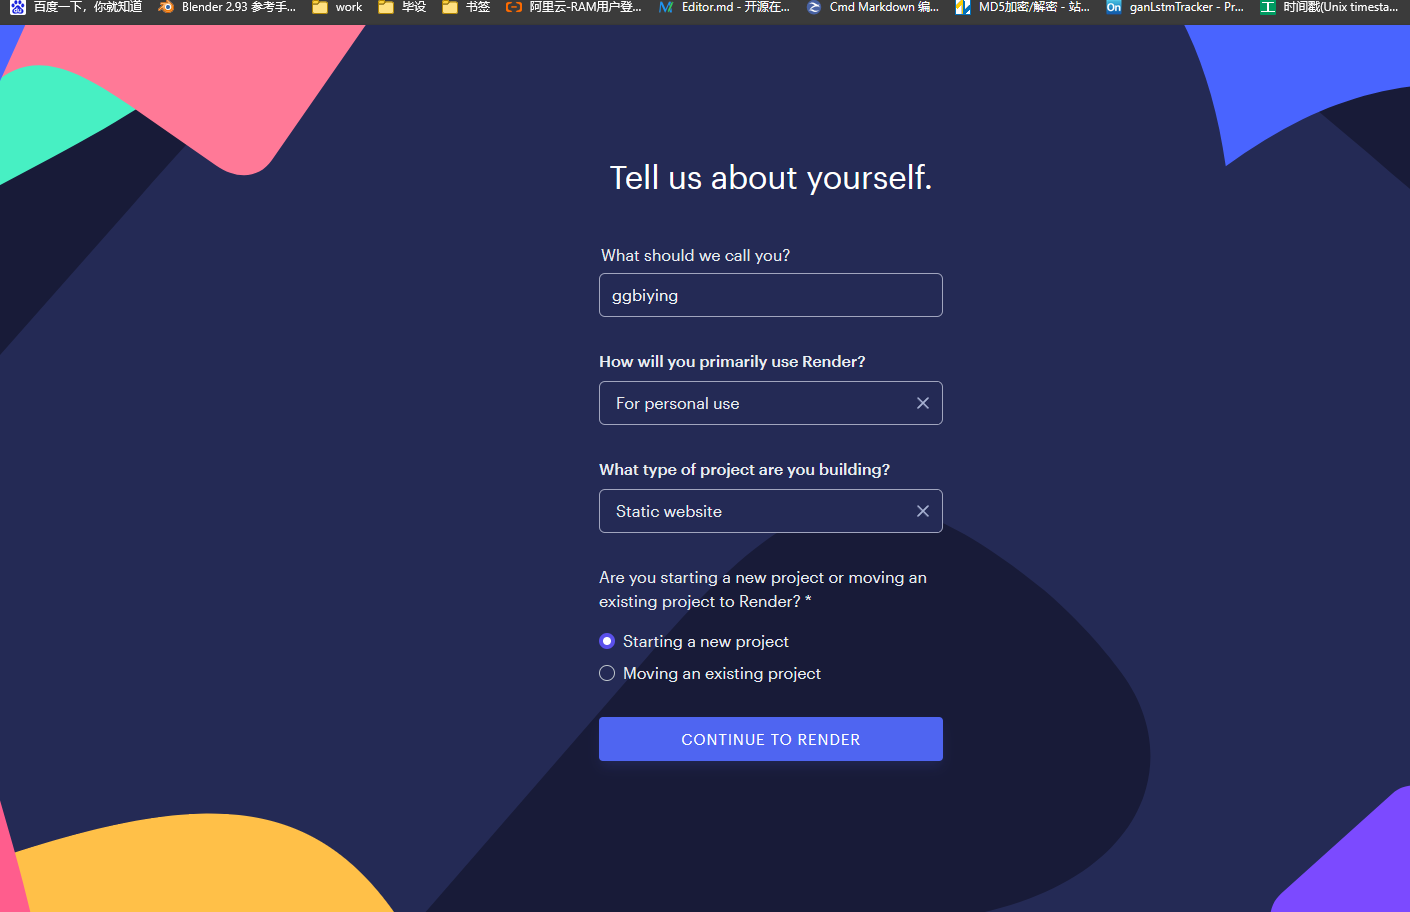 百度一下，你就知道 Blender 2.93 参考手... work 毕设 书签 阿里云-RAM用户登... Editor.md - 开源在... Cmd Markdown 编... MD5加密/解密 - 站... On ganLstmTracker - Pr... 工 时间戳(Unix timesta...
Tell us about yourself.
What should we call you?
ggbiying
How will you primarily use Render?
For personal use
What type of project are you building?
Static website
Are you starting a new project or moving an
existing project to Render? *
Starting a new project
Moving an existing project
CONTINUE TO RENDER